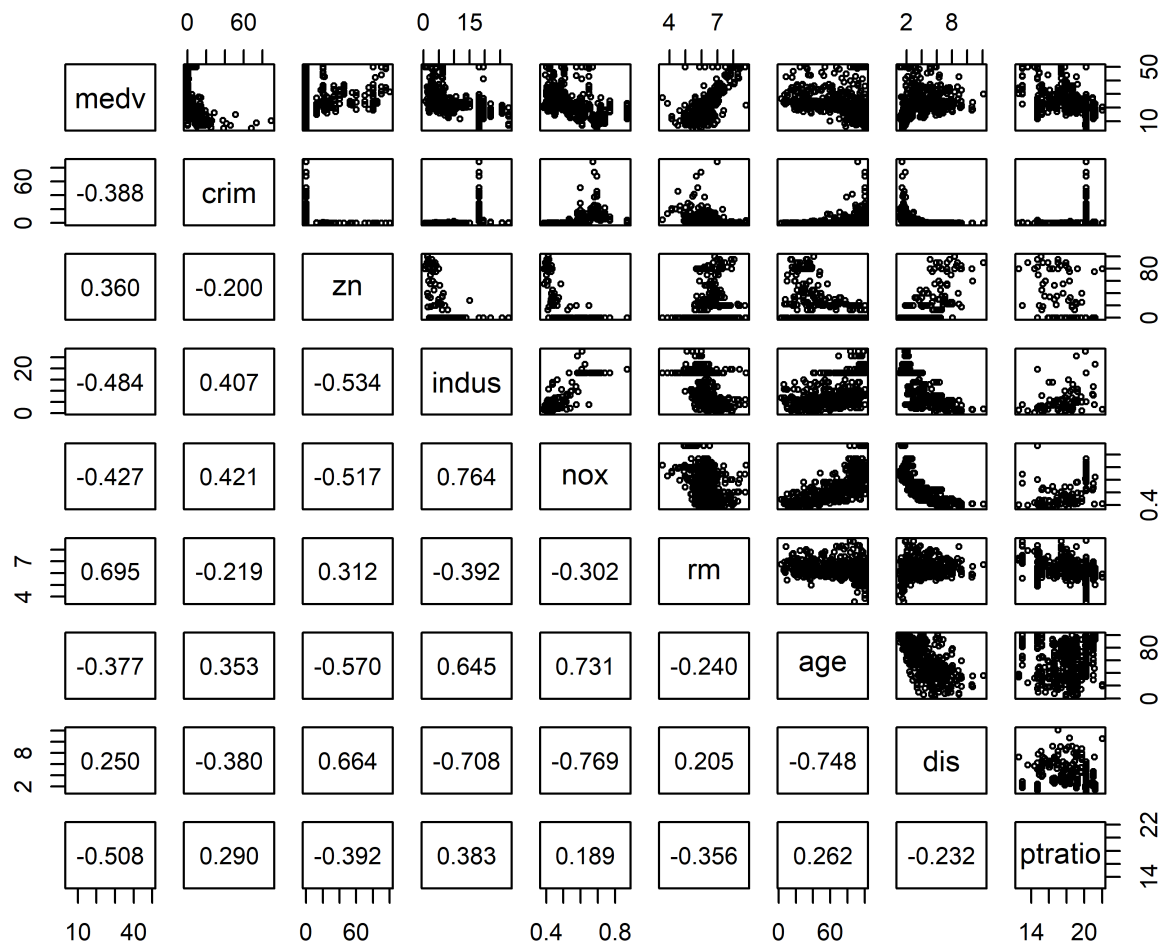 0 60 0 15 4 7 2 8
medv 10 50
60 0 -0.388 crim
0.360 -0.200 zn 0 80
20 0 -0.484 0.407 -0.534 indus
-0.427 0.421 -0.517 0.764 nox 0.4
7 4 0.695 -0.219 0.312 -0.392 -0.302 rm
-0.377 0.353 -0.570 0.645 0.731 -0.240 age 0 80
8 2 0.250 -0.380 0.664 -0.708 -0.769 0.205 -0.748 dis
-0.508 0.290 -0.392 0.383 0.189 -0.356 0.262 -0.232 ptratio 14 22
10 40 0 60 0.4 0.8 0 60 14 20